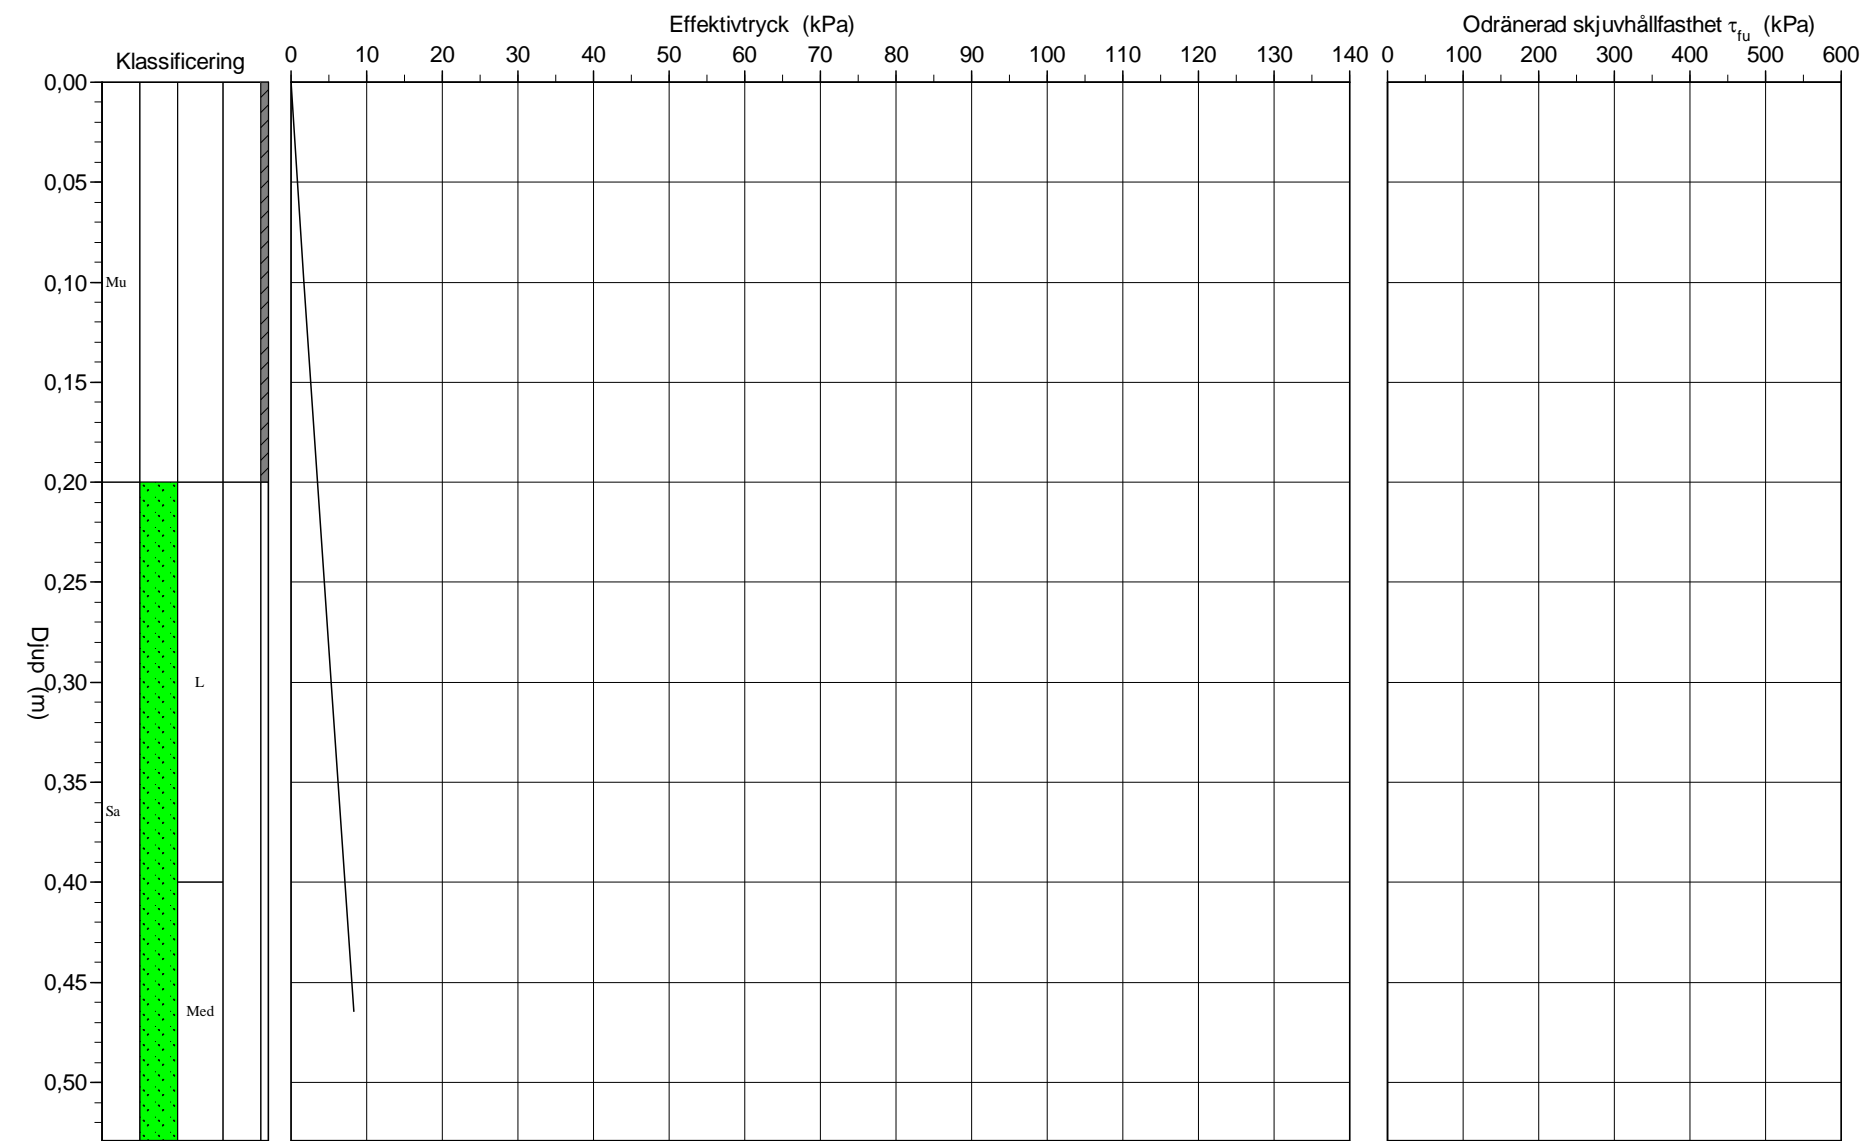 Effektivtryck (kPa)
Odränerad skjuvhållfasthet τfu (kPa)
Klassificering
0 10 20 30 40 50 60 70 80 90 100 110 120 130 140
0 100 200 300 400 500 600
0,00
0,05
0,10
Mu
0,15
0,20
0,25
Djup (m)
0,30
L
0,35
Sa
0,40
0,45
Med
0,50